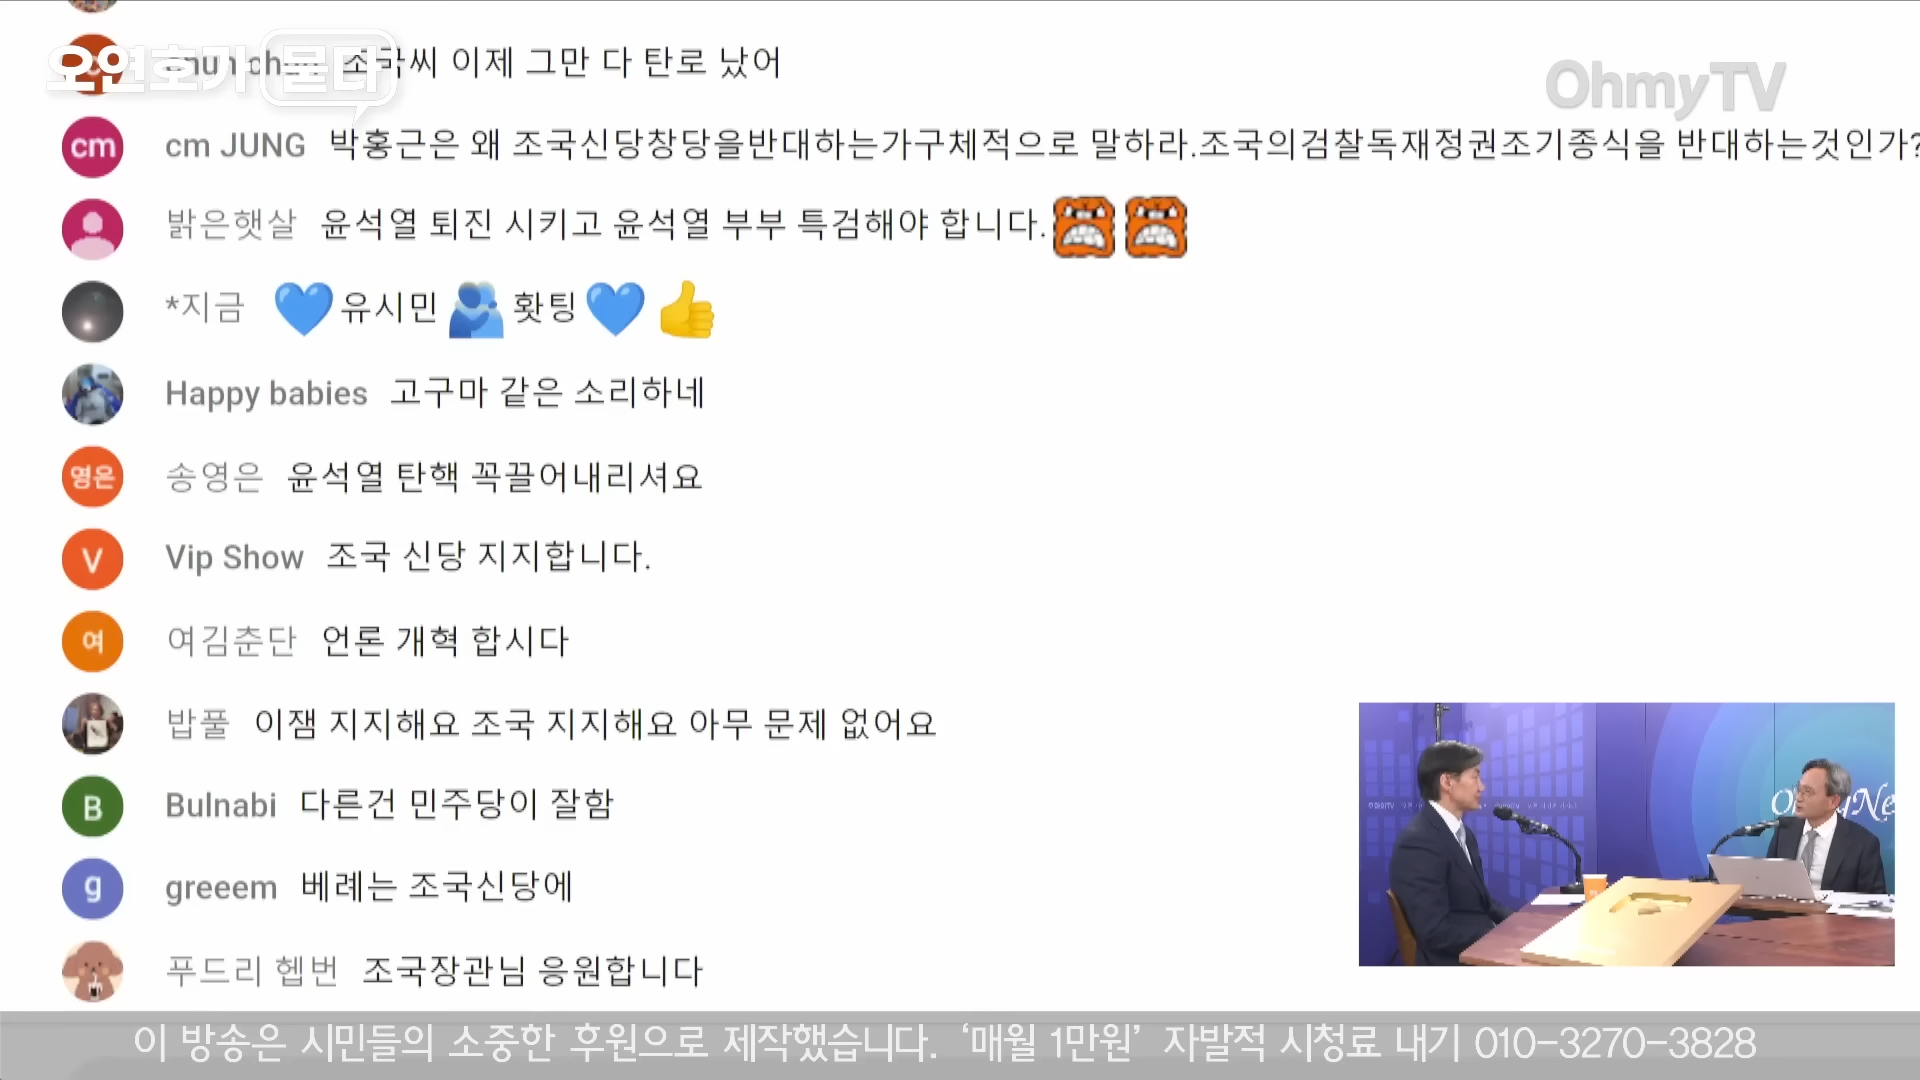 오연호가 묻다
조국씨 이제 그만 다 탄로 났어
OhmyTV
cm
cm JUNG 박홍근은 왜 조국신당창당을반대하는가구체적으로 말하라.조국의검찰독재정권조기종식을 반대하는것인가?
밝은햇살 윤석열 퇴진 시키고 윤석열 부부 특검해야 합니다.
*지금 💙유시민🫂홧팅💙👍
Happy babies 고구마 같은 소리하네
영은
송영은 윤석열 탄핵 꼭끌어내리셔요
V
Vip Show 조국 신당 지지합니다.
여
여김춘단 언론 개혁 합시다
밥풀 이잼 지지해요 조국 지지해요 아무 문제 없어요
B
Bulnabi 다른건 민주당이 잘함
g
greeem 베레는 조국신당에
푸드리 헵번 조국장관님 응원합니다
이 방송은 시민들의 소중한 후원으로 제작했습니다. ‘매월 1만원’ 자발적 시청료 내기 010-3270-3828